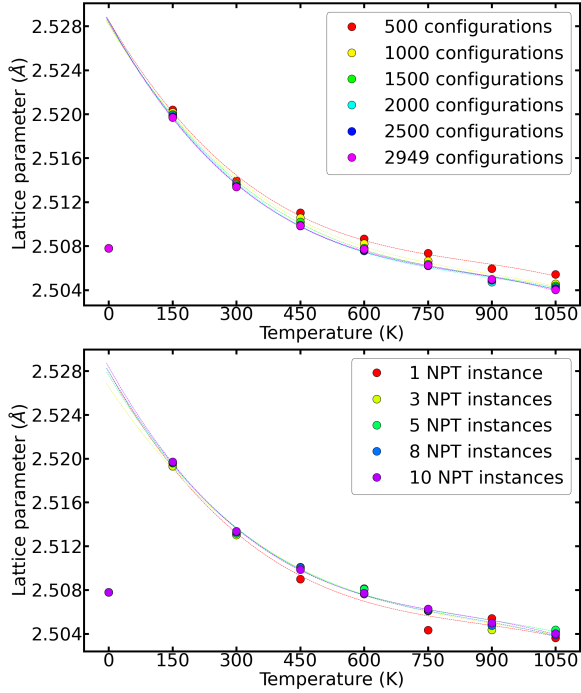 2.528
2.524
2.520
2.516
2.512
2.508
2.504
Lattice parameter (Å)
500 configurations
1000 configurations
1500 configurations
2000 configurations
2500 configurations
2949 configurations
0 150 300 450 600 750 900 1050
Temperature (K)
2.528
2.524
2.520
2.516
2.512
2.508
2.504
Lattice parameter (Å)
1 NPT instance
3 NPT instances
5 NPT instances
8 NPT instances
10 NPT instances
0 150 300 450 600 750 900 1050
Temperature (K)